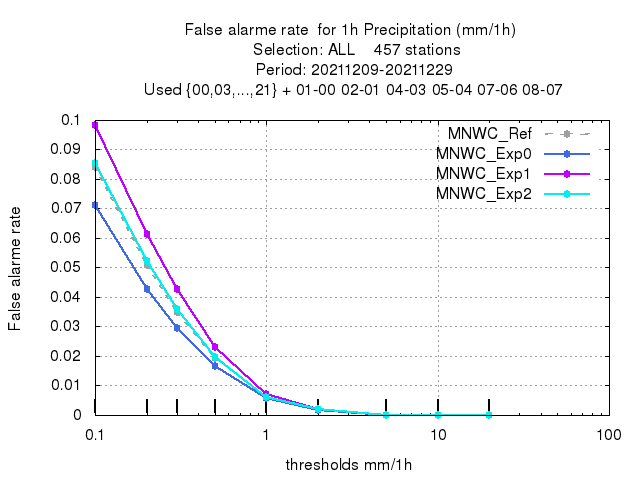 False alarme rate  for 1h Precipitation (mm/1h)
Selection: ALL    457 stations
Period: 20211209-20211229
Used {00,03,...,21} + 01-00 02-01 04-03 05-04 07-06 08-07
MNWC_Ref
MNWC_Exp0
MNWC_Exp1
MNWC_Exp2
False alarme rate
0.1
0.09
0.08
0.07
0.06
0.05
0.04
0.03
0.02
0.01
0
0.1 1 10 100
thresholds mm/1h